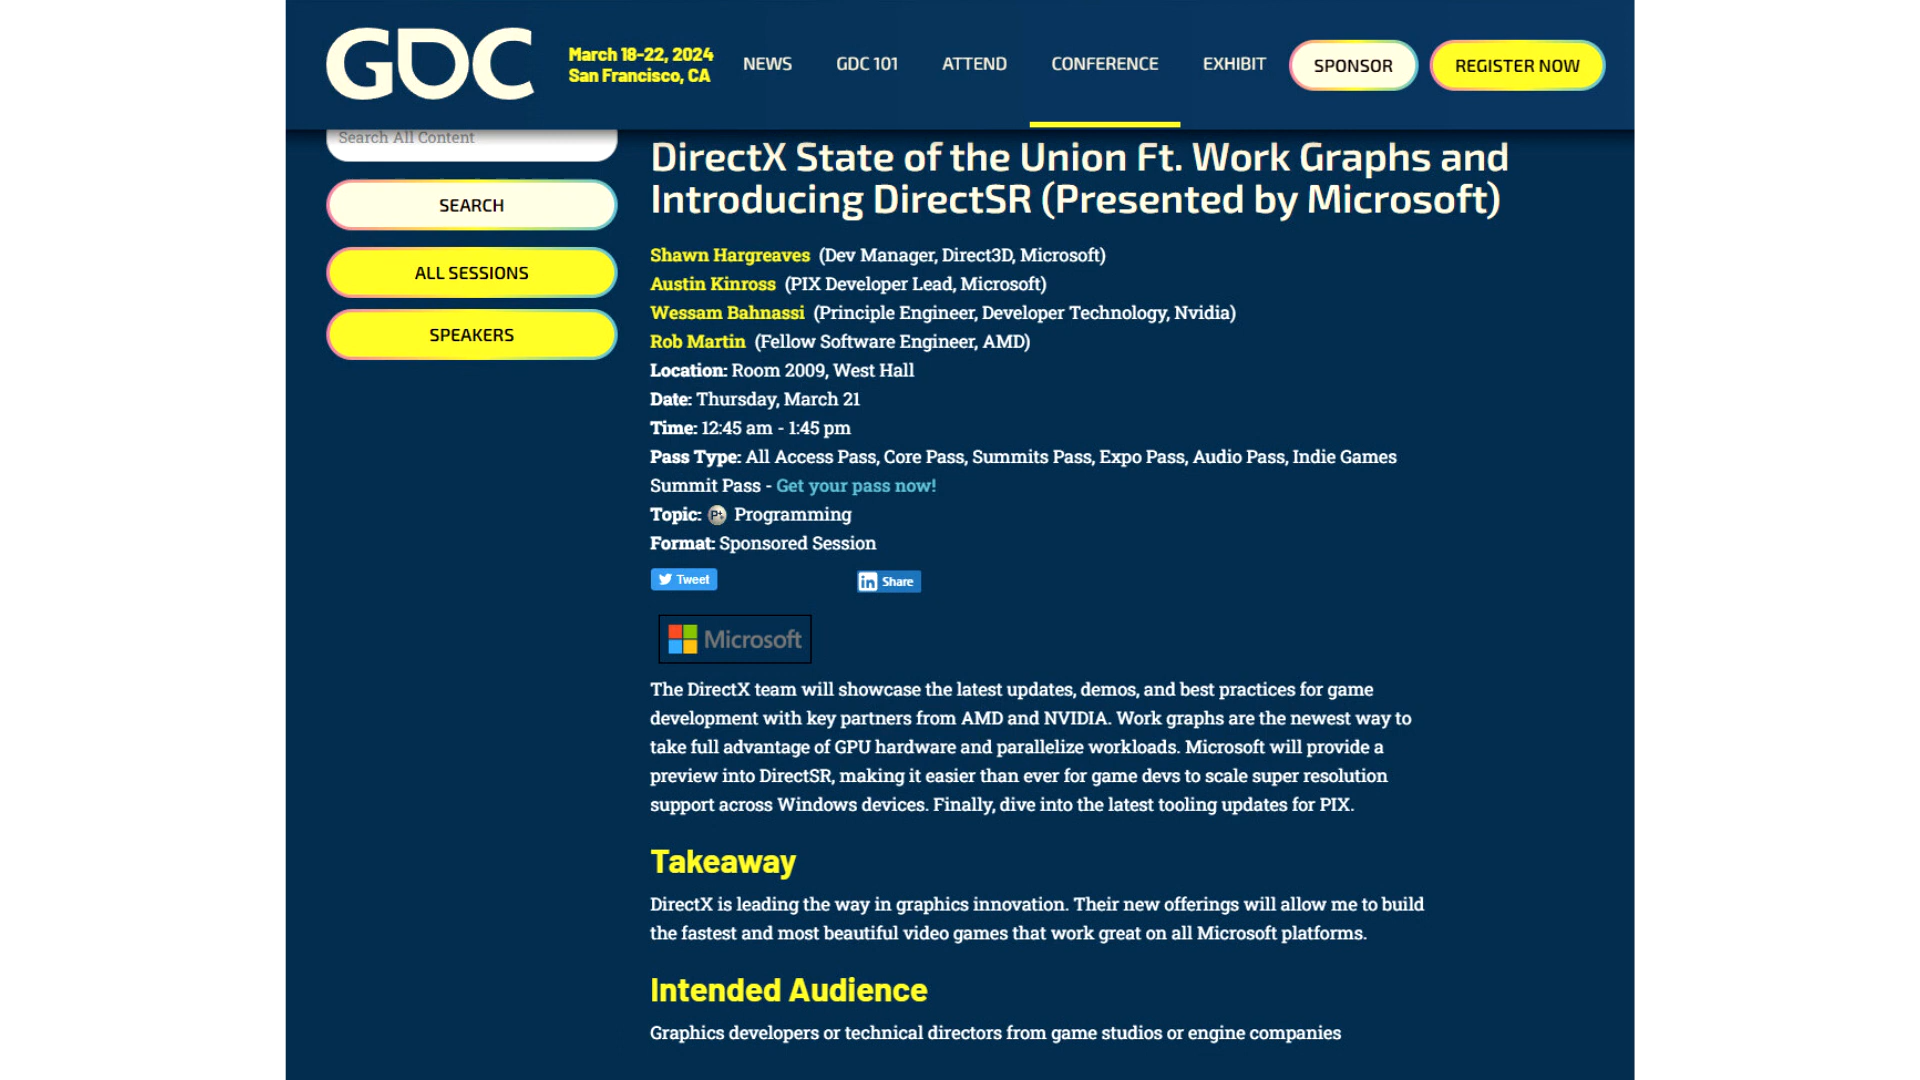 GDC
March 18-22, 2024
San Francisco, CA
NEWS
GDC 101
ATTEND
CONFERENCE
EXHIBIT
SPONSOR
REGISTER NOW
Search All Content
SEARCH
ALL SESSIONS
SPEAKERS
DirectX State of the Union Ft. Work Graphs and
Introducing DirectSR (Presented by Microsoft)
Shawn Hargreaves (Dev Manager, Direct3D, Microsoft)
Austin Kinross (PIX Developer Lead, Microsoft)
Wessam Bahnassi (Principle Engineer, Developer Technology, Nvidia)
Rob Martin (Fellow Software Engineer, AMD)
Location: Room 2009, West Hall
Date: Thursday, March 21
Time: 12:45 am - 1:45 pm
Pass Type: All Access Pass, Core Pass, Summits Pass, Expo Pass, Audio Pass, Indie Games
Summit Pass - Get your pass now!
Topic: Programming
Format: Sponsored Session
Tweet
in Share
Microsoft
The DirectX team will showcase the latest updates, demos, and best practices for game
development with key partners from AMD and NVIDIA. Work graphs are the newest way to
take full advantage of GPU hardware and parallelize workloads. Microsoft will provide a
preview into DirectSR, making it easier than ever for game devs to scale super resolution
support across Windows devices. Finally, dive into the latest tooling updates for PIX.
Takeaway
DirectX is leading the way in graphics innovation. Their new offerings will allow me to build
the fastest and most beautiful video games that work great on all Microsoft platforms.
Intended Audience
Graphics developers or technical directors from game studios or engine companies